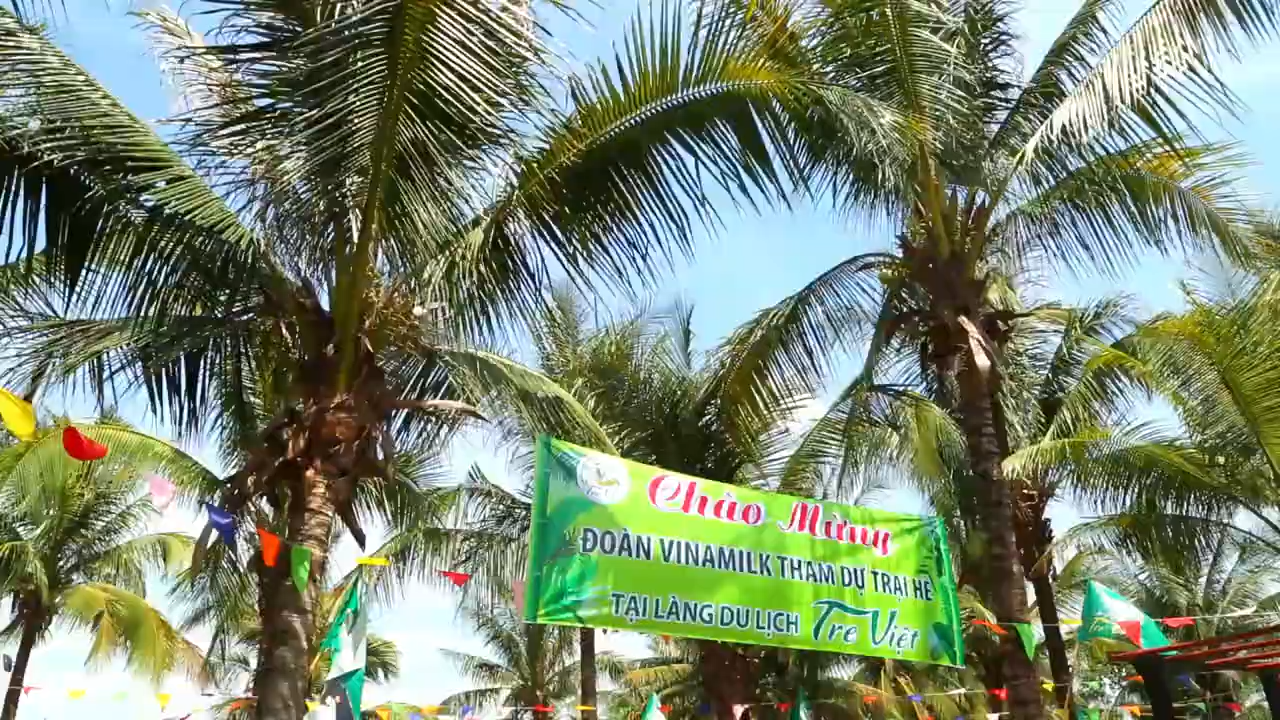 Chào Mừng
ĐOÀN VINAMILK THAM DỰ TRẠI HÈ
TẠI LÀNG DU LỊCH Tre Việt